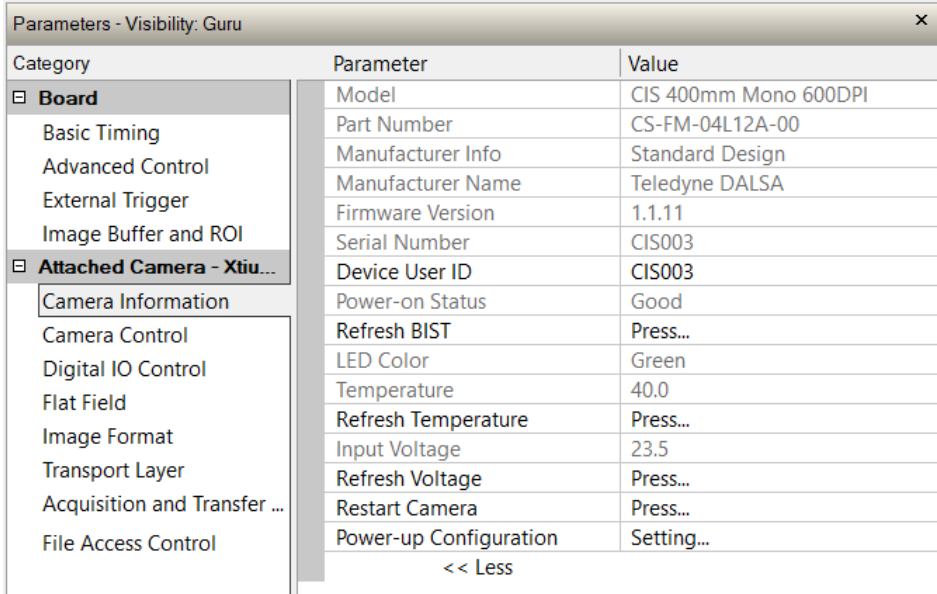 Parameters - Visibility: Guru ×
Category Parameter Value
Board Model CIS 400mm Mono 600DPI
Basic Timing Part Number CS-FM-04L12A-00
Advanced Control Manufacturer Info Standard Design
External Trigger Manufacturer Name Teledyne DALSA
Image Buffer and ROI Firmware Version 1.1.11
Attached Camera - Xtiu... Serial Number CIS003
Camera Information Device User ID CIS003
Camera Control Power-on Status Good
Digital IO Control Refresh BIST Press...
Flat Field LED Color Green
Image Format Temperature 40.0
Transport Layer Refresh Temperature Press...
Acquisition and Transfer ... Input Voltage 23.5
File Access Control Refresh Voltage Press...
Restart Camera Press...
Power-up Configuration Setting...
<< Less